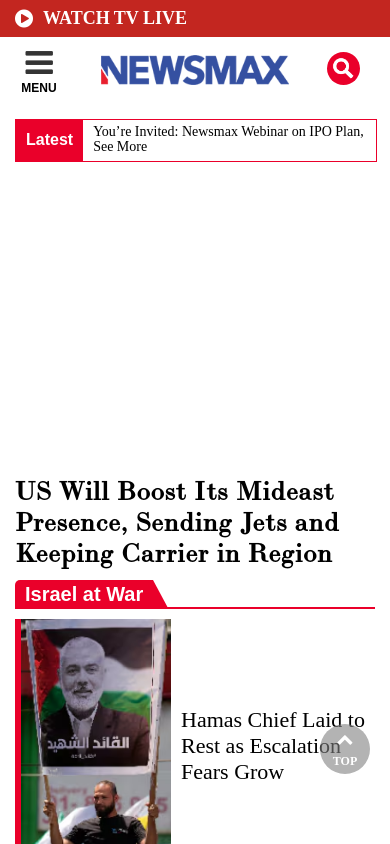 WATCH TV LIVE
MENU
NEWSMAX
Latest
You’re Invited: Newsmax Webinar on IPO Plan,
See More
US Will Boost Its Mideast
Presence, Sending Jets and
Keeping Carrier in Region
Israel at War
القائد الشهيد
Hamas Chief Laid to
Rest as Escalation
Fears Grow
TOP